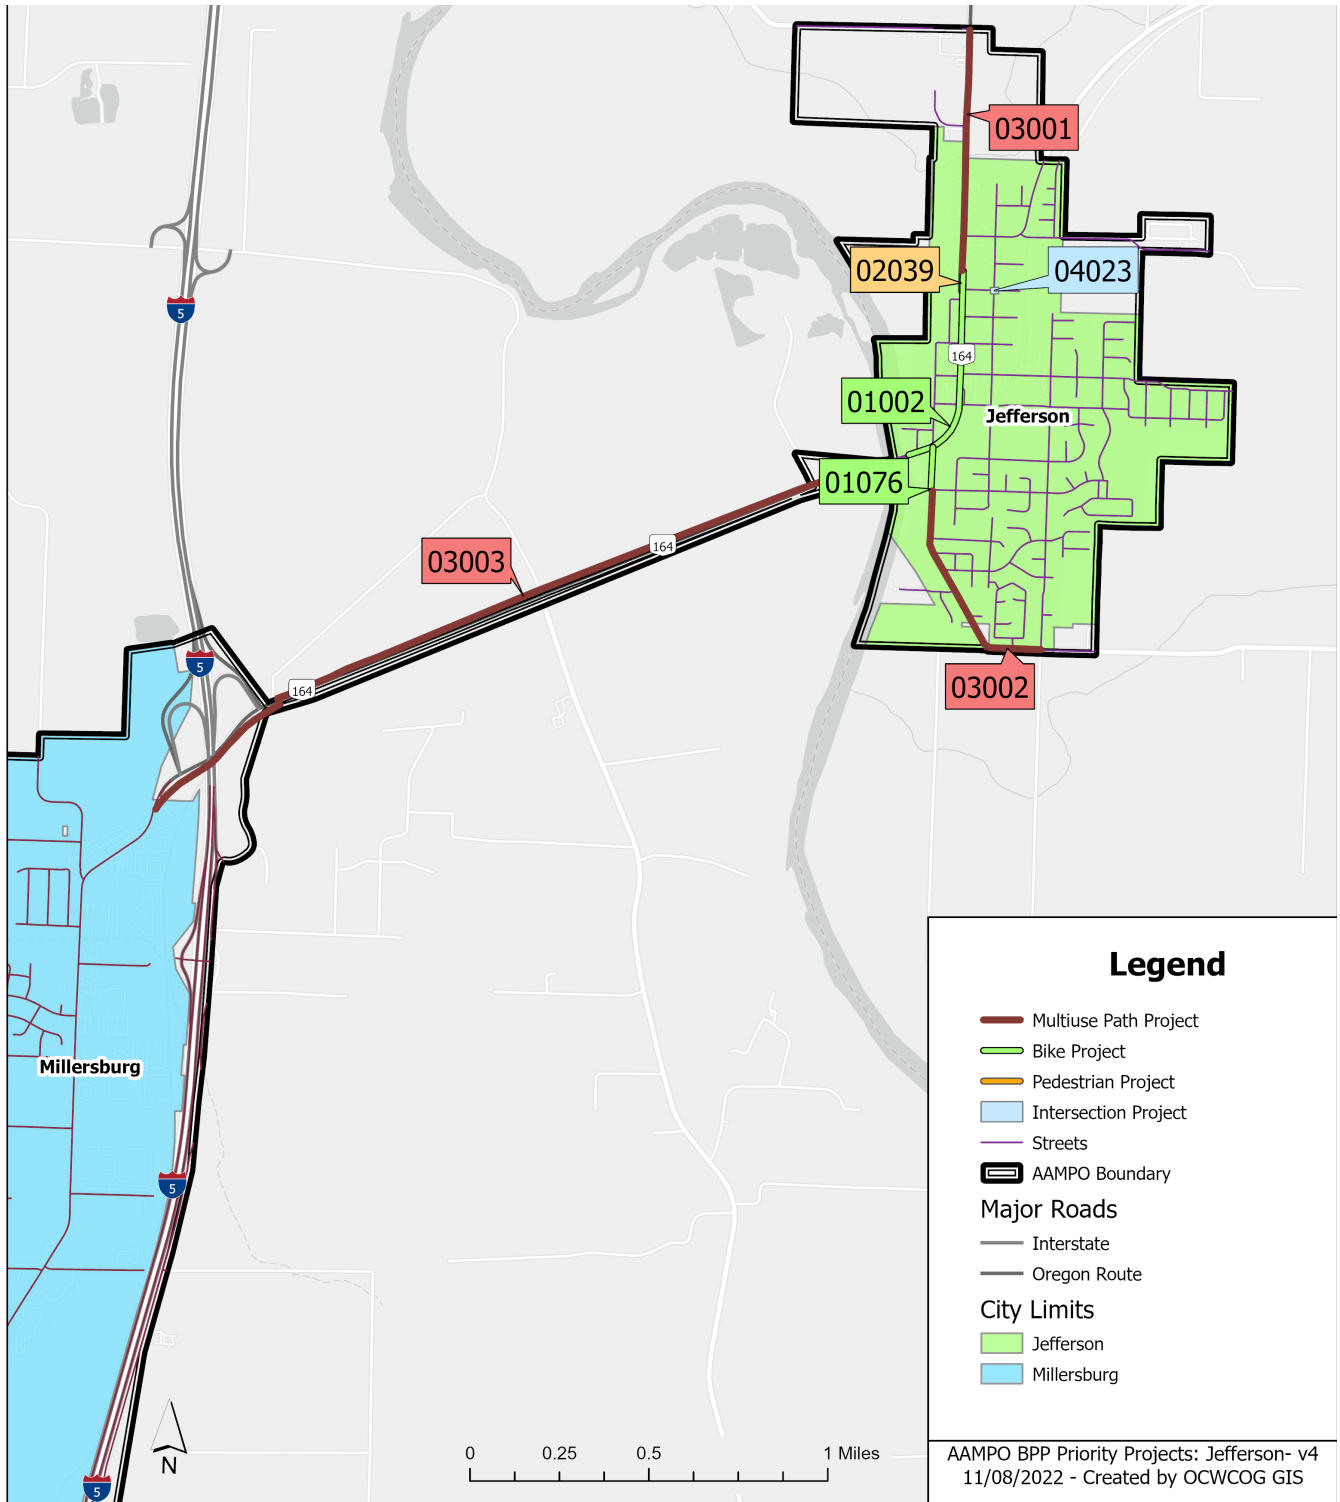 03001
02039
04023
5
164
01002
Jefferson
01076
164
03003
5
164
03002
Millersburg
5
5
N
0 0.25 0.5 1 Miles
Legend
Multiuse Path Project
Bike Project
Pedestrian Project
Intersection Project
Streets
AAMPO Boundary
Major Roads
Interstate
Oregon Route
City Limits
Jefferson
Millersburg
AAMPO BPP Priority Projects: Jefferson- v4
11/08/2022 - Created by OCWCOG GIS